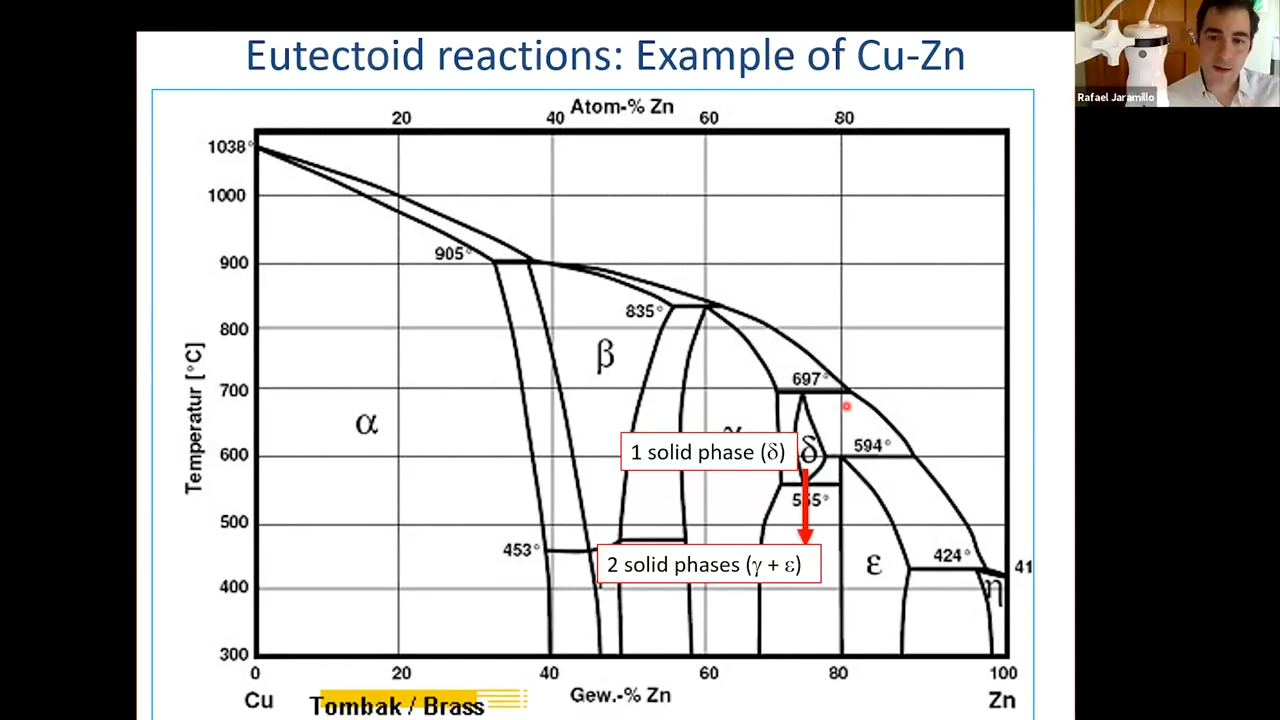 Eutectoid reactions: Example of Cu-Zn
Rafael Jaramillo
Atom-% Zn
20 40 60 80
1038°
1000
900
800
700
600
500
400
300
Temperatur [°C]
905°
835°
697°
594°
555°
453°
424°
41
α
β
γ
δ
ε
η
1 solid phase (δ)
2 solid phases (γ + ε)
0 20 40 60 80 100
Cu
Gew.-% Zn
Zn
Tombak / Brass